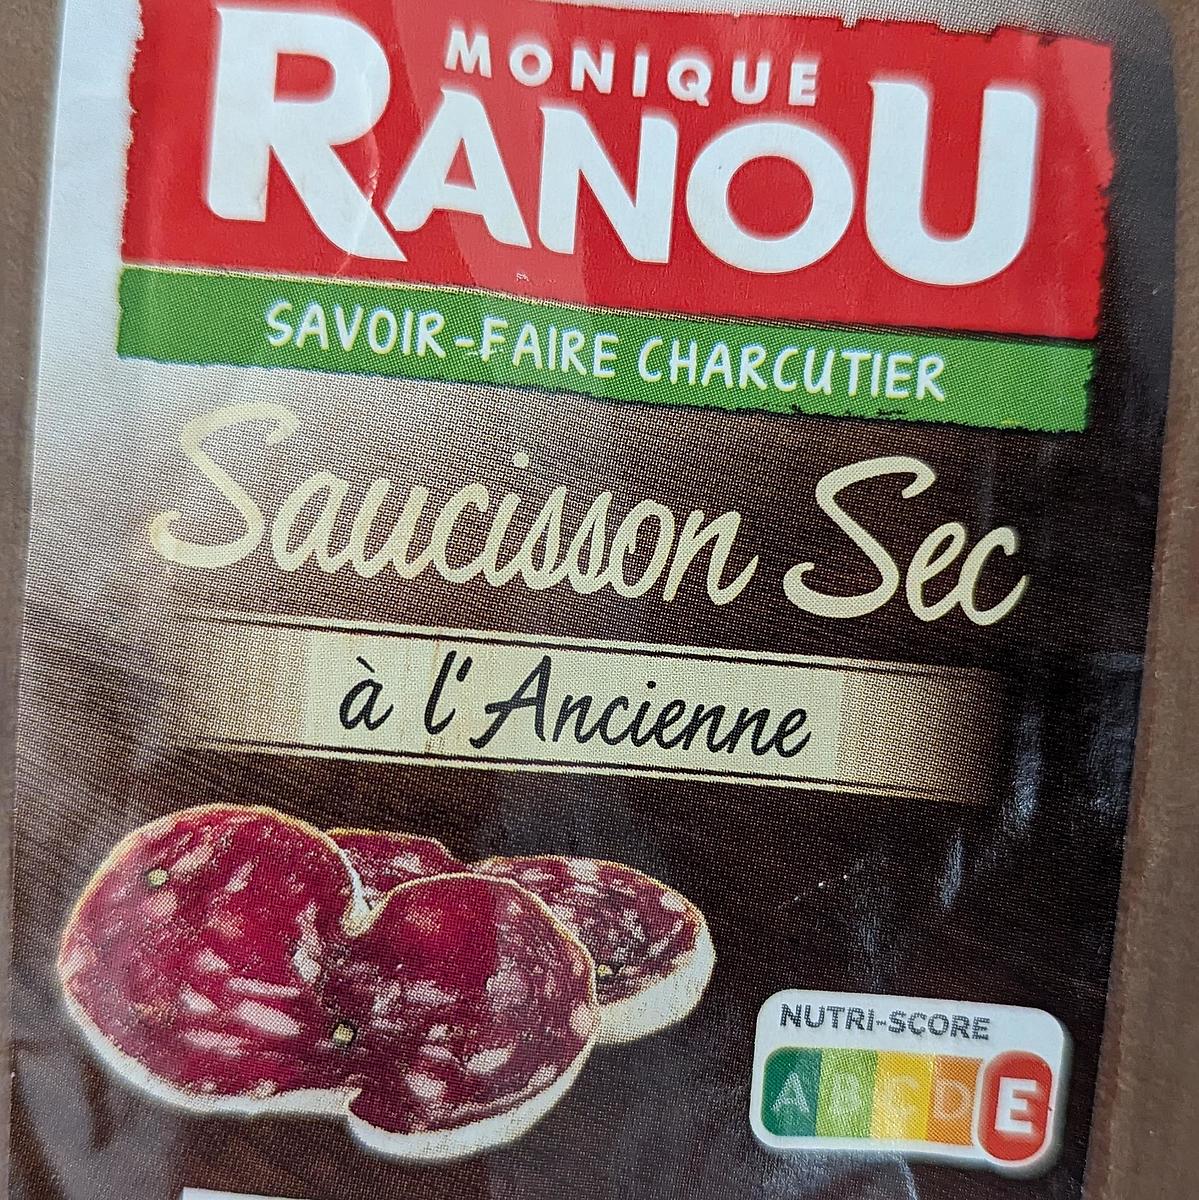 MONIQUE
RANOU
SAVOIR-FAIRE CHARCUTIER
Saucisson Sec
à l'Ancienne
NUTRI-SCORE
A B C D E